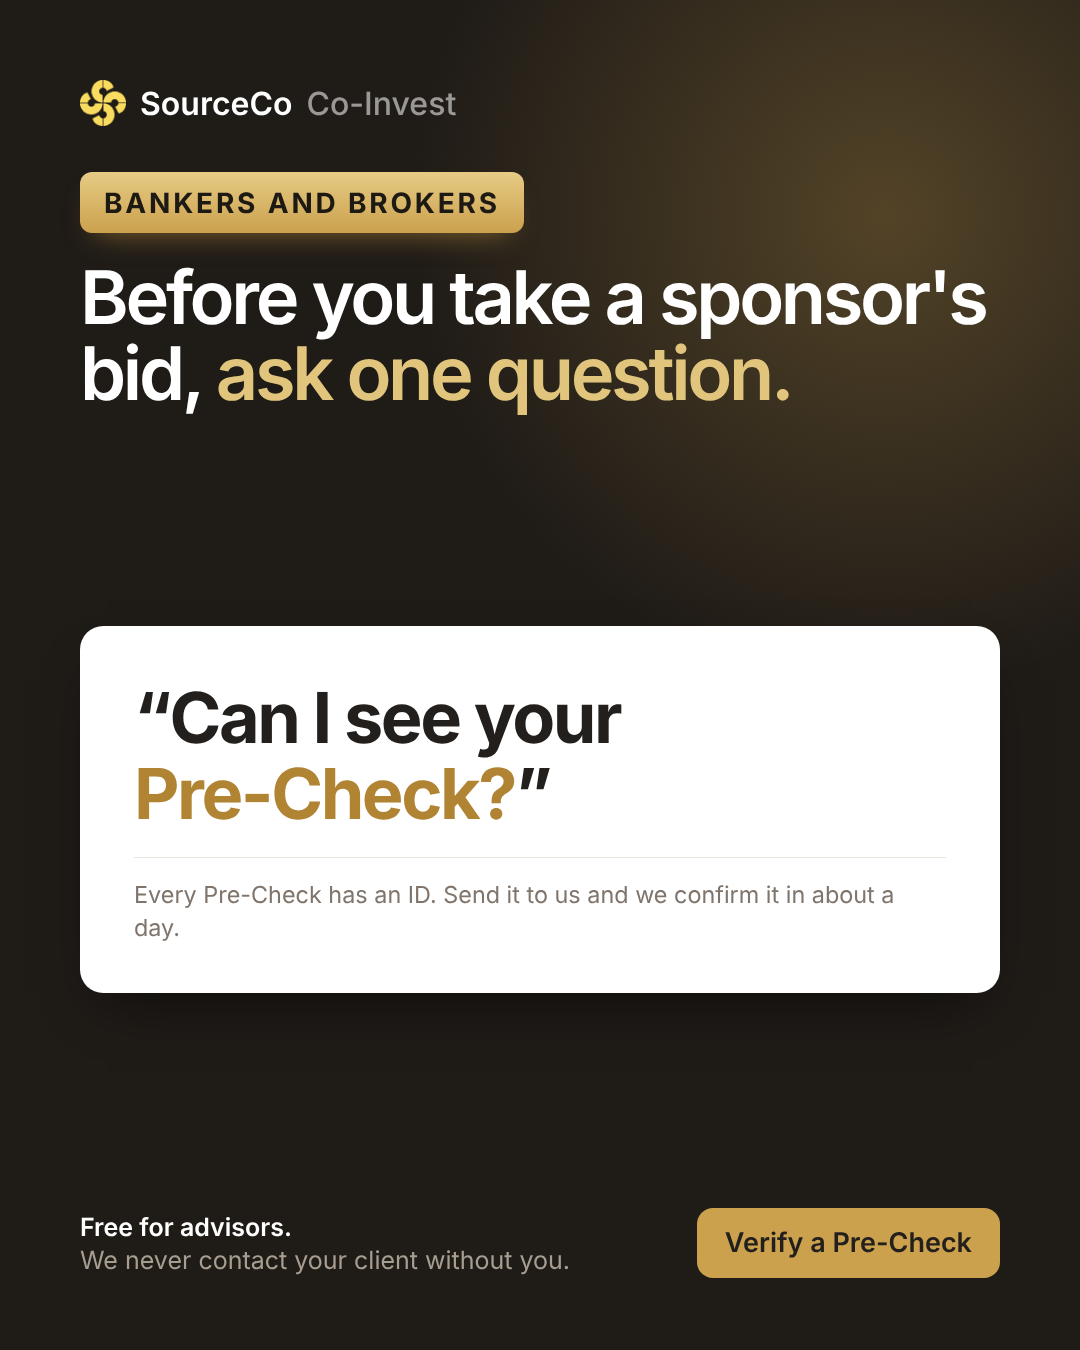 SourceCo Co-Invest
BANKERS AND BROKERS
Before you take a sponsor's
bid, ask one question.
“Can I see your
Pre-Check?”
Every Pre-Check has an ID. Send it to us and we confirm it in about a
day.
Free for advisors.
We never contact your client without you.
Verify a Pre-Check